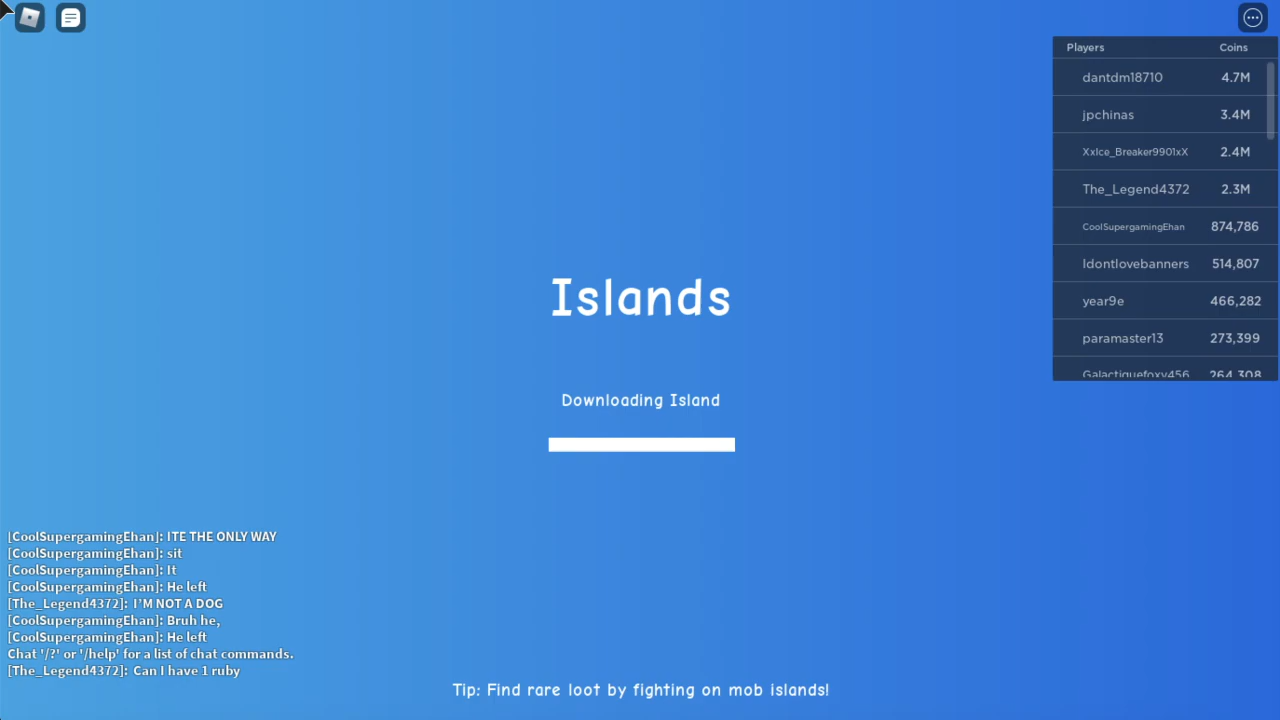 Players Coins
dantdm18710 4.7M
jpchinas 3.4M
XxIce_Breaker9901xX 2.4M
The_Legend4372 2.3M
CoolSupergamingEhan 874,786
Idontlovebanners 514,807
year9e 466,282
paramaster13 273,399
Galactiquefoxy456 264,308
Islands
Downloading Island
[CoolSupergamingEhan]: ITE THE ONLY WAY
[CoolSupergamingEhan]: sit
[CoolSupergamingEhan]: It
[CoolSupergamingEhan]: He left
[The_Legend4372]: I'M NOT A DOG
[CoolSupergamingEhan]: Bruh he,
[CoolSupergamingEhan]: He left
Chat '/?' or '/help' for a list of chat commands.
[The_Legend4372]: Can I have 1 ruby
Tip: Find rare loot by fighting on mob islands!